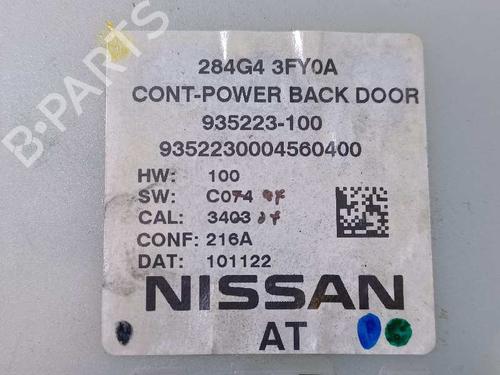 284G4 3FY0A
CONT-POWER BACK DOOR
935223-100
9352230004560400
HW: 100
SW: C074
CAL: 3403
CONF: 216A
DAT: 101122
NISSAN
AT
B-Parts